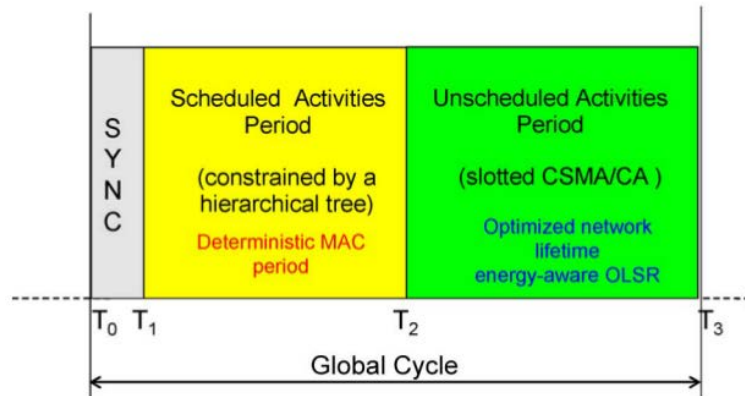 S
Y
N
C
Scheduled Activities
Period
(constrained by a
hierarchical tree)
Deterministic MAC
period
Unscheduled Activities
Period
(slotted CSMA/CA )
Optimized network
lifetime
energy-aware OLSR
T₀ T₁ T₂ T₃
Global Cycle